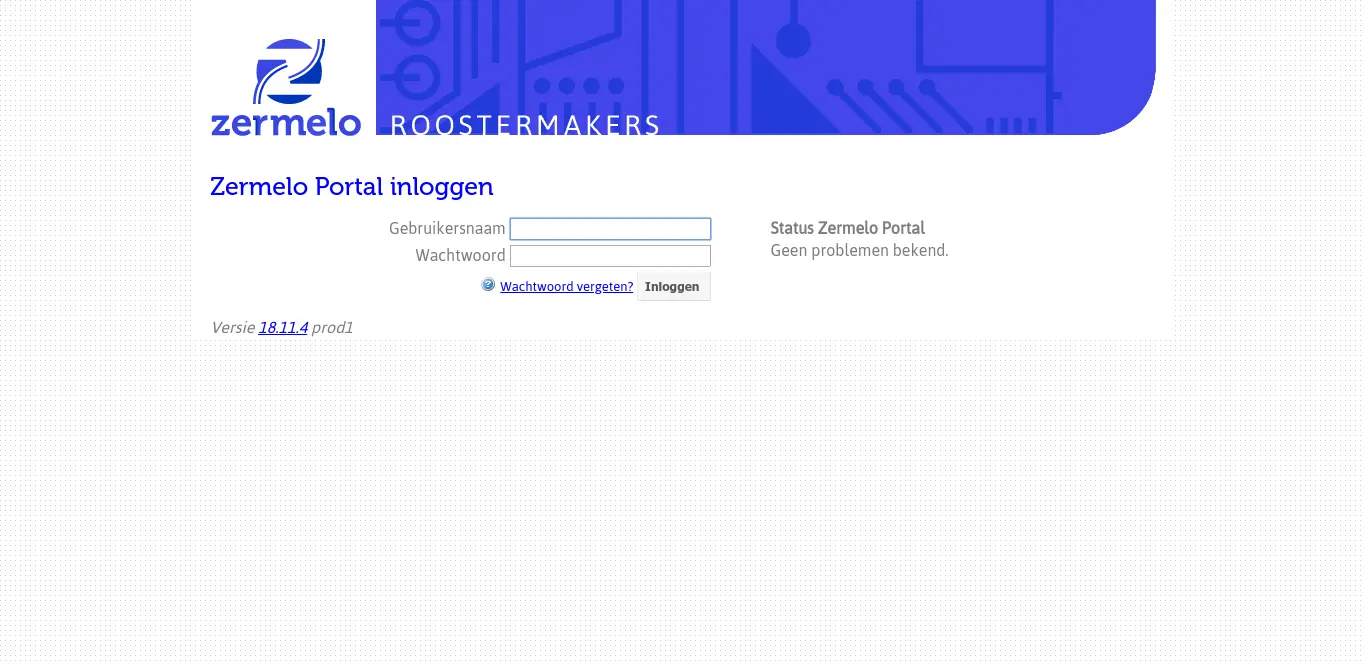 zermelo
ROOSTERMAKERS
Zermelo Portal inloggen
Gebruikersnaam
Wachtwoord
Wachtwoord vergeten? Inloggen
Status Zermelo Portal
Geen problemen bekend.
Versie 18.11.4 prod1